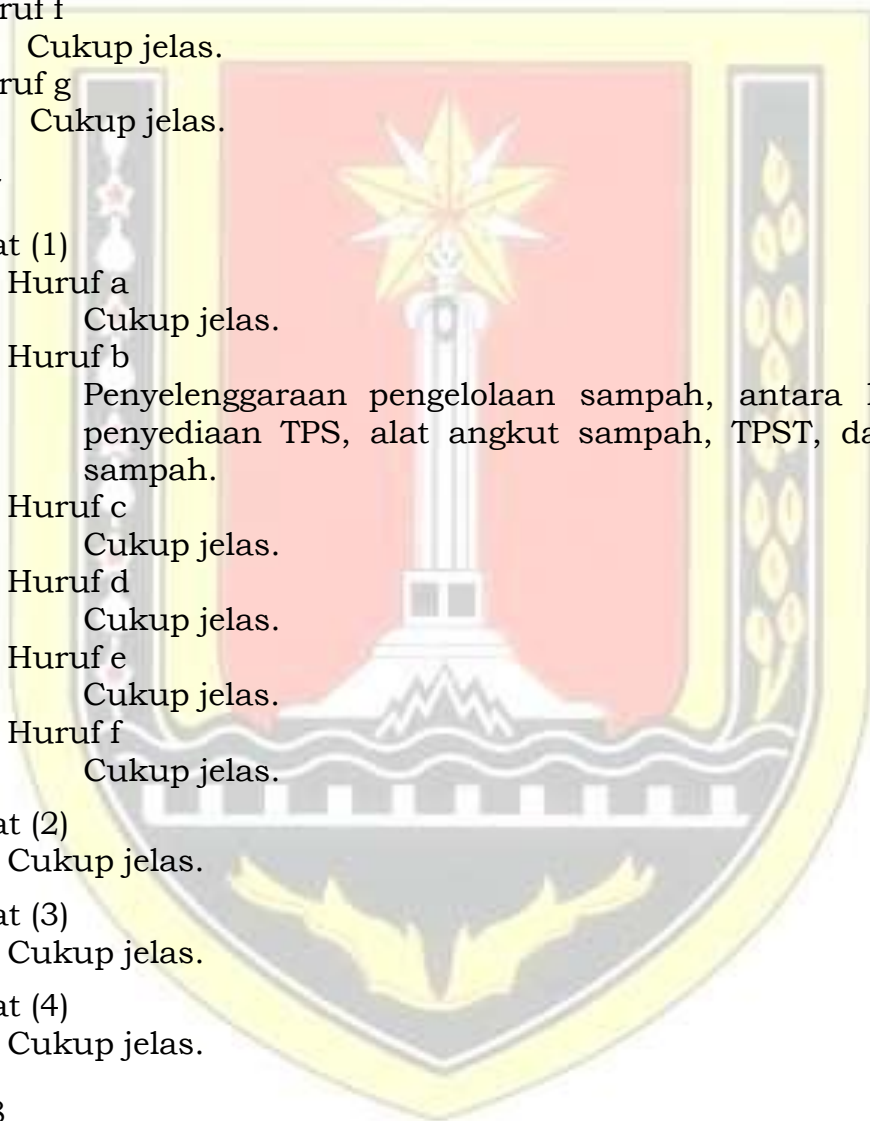 ruf f
Cukup jelas.
ruf g
Cukup jelas.
at (1)
Huruf a
Cukup jelas.
Huruf b
Penyelenggaraan pengelolaan sampah, antara
penyediaan TPS, alat angkut sampah, TPST, da
sampah.
Huruf c
Cukup jelas.
Huruf d
Cukup jelas.
Huruf e
Cukup jelas.
Huruf f
Cukup jelas.
at (2)
Cukup jelas.
at (3)
Cukup jelas.
at (4)
Cukup jelas.